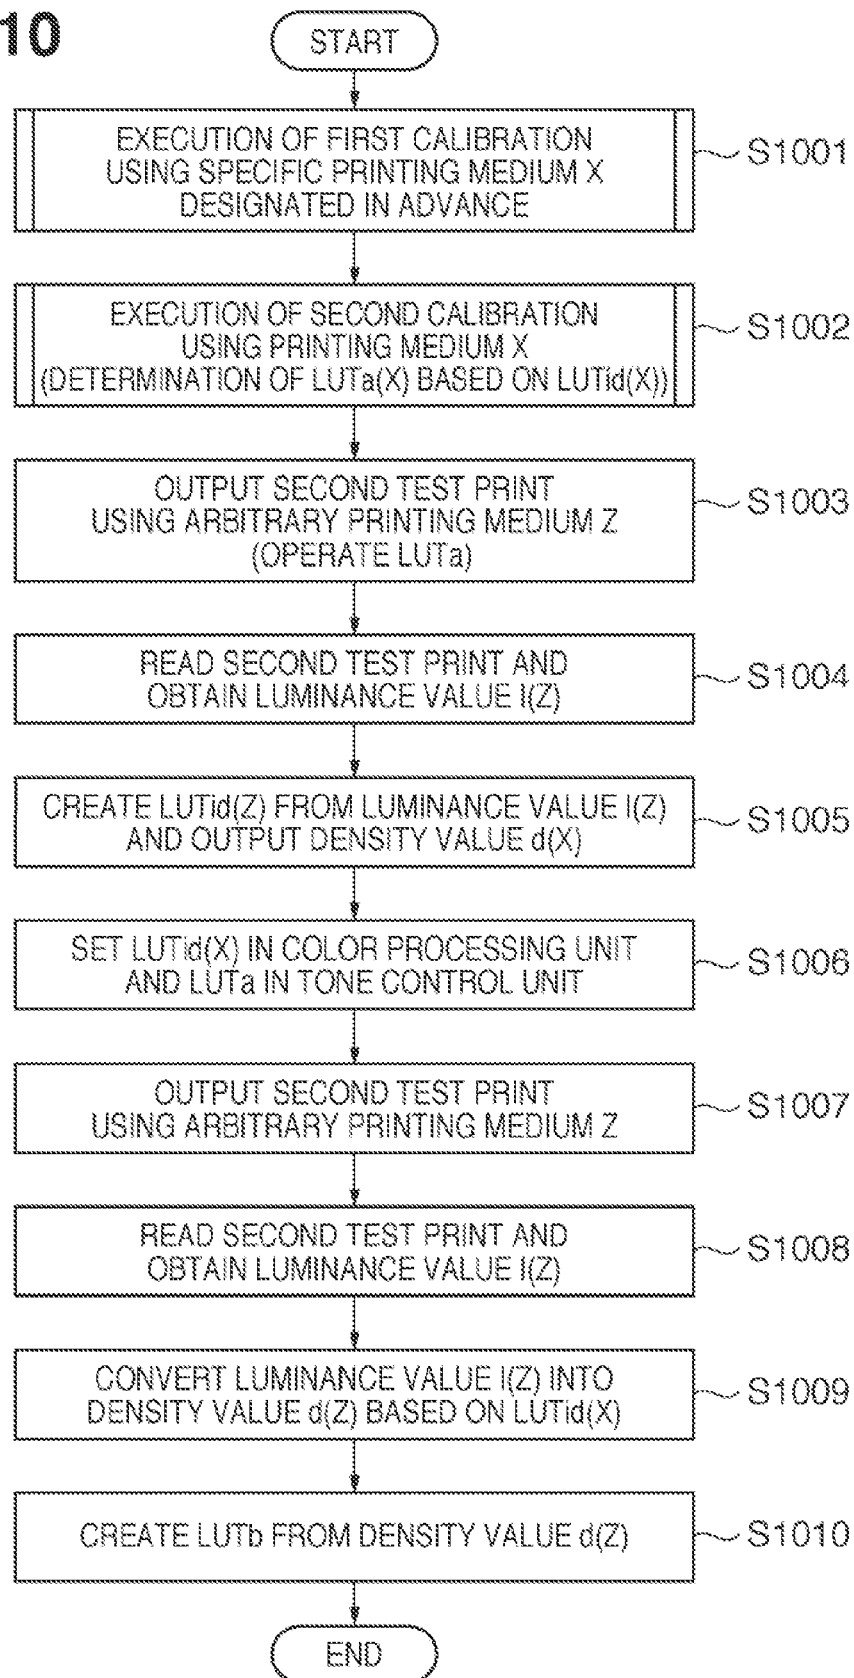 10
START
EXECUTION OF FIRST CALIBRATION
USING SPECIFIC PRINTING MEDIUM X
DESIGNATED IN ADVANCE
S1001
EXECUTION OF SECOND CALIBRATION
USING PRINTING MEDIUM X
(DETERMINATION OF LUTa(X) BASED ON LUTid(X))
S1002
OUTPUT SECOND TEST PRINT
USING ARBITRARY PRINTING MEDIUM Z
(OPERATE LUTa)
S1003
READ SECOND TEST PRINT AND
OBTAIN LUMINANCE VALUE I(Z)
S1004
CREATE LUTid(Z) FROM LUMINANCE VALUE I(Z)
AND OUTPUT DENSITY VALUE d(X)
S1005
SET LUTid(X) IN COLOR PROCESSING UNIT
AND LUTa IN TONE CONTROL UNIT
S1006
OUTPUT SECOND TEST PRINT
USING ARBITRARY PRINTING MEDIUM Z
S1007
READ SECOND TEST PRINT AND
OBTAIN LUMINANCE VALUE I(Z)
S1008
CONVERT LUMINANCE VALUE I(Z) INTO
DENSITY VALUE d(Z) BASED ON LUTid(X)
S1009
CREATE LUTb FROM DENSITY VALUE d(Z)
S1010
END